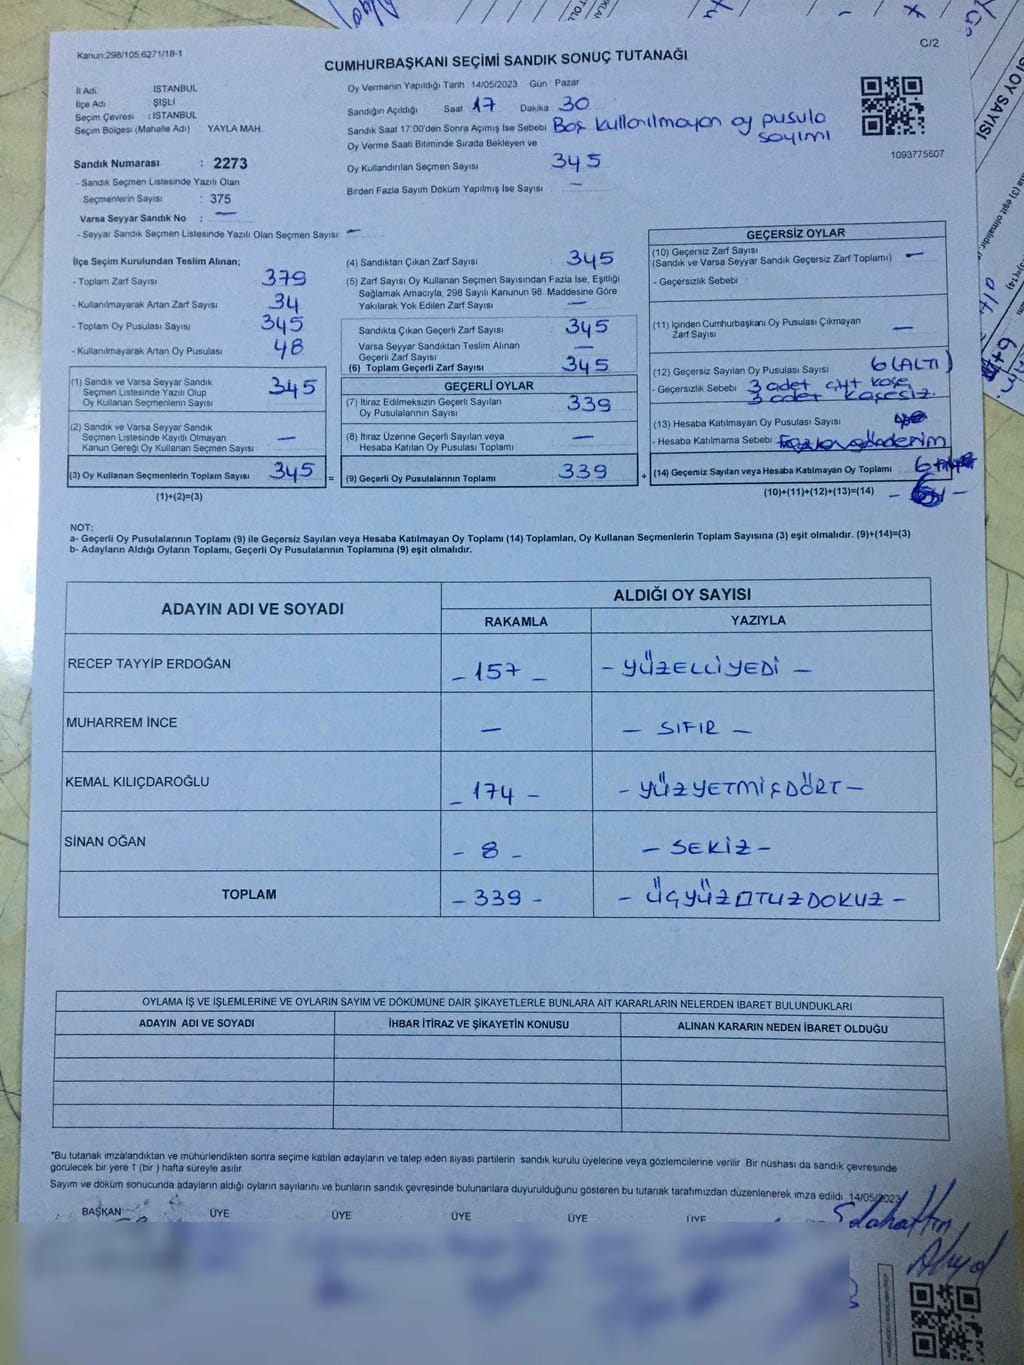 Kanun:298/105;6271/18-1
C/2
CUMHURBAŞKANI SEÇİMİ SANDIK SONUÇ TUTANAĞI
İl Adı İSTANBUL
İlçe Adı ŞİŞLİ
Seçim Çevresi : İSTANBUL
Seçim Bölgesi (Mahalle Adı) YAYLA MAH.
Sandık Numarası : 2273
- Sandık Seçmen Listesinde Yazılı Olan
Seçmenlerin Sayısı : 375
Varsa Seyyar Sandık No : —
- Seyyar Sandık Seçmen Listesinde Yazılı Olan Seçmen Sayısı: —
Oy Vermenin Yapıldığı Tarih 14/05/2023 Gün : Pazar
Sandığın Açıldığı Saat 17 Dakika 30
Sandık Saat 17:00'den Sonra Açımış İse Sebebi Boş kullanılmayan oy pusula
sayımı
Oy Verme Saati Bitiminde Sırada Bekleyen ve
Oy Kullandırılan Seçmen Sayısı 345
Birden Fazla Sayım Döküm Yapılmış İse Sayısı : —
1093775507
İlçe Seçim Kurulundan Teslim Alınan;
- Toplam Zarf Sayısı 379
- Kullanılmayarak Artan Zarf Sayısı 34
- Toplam Oy Pusulası Sayısı 345
- Kullanılmayarak Artan Oy Pusulası 48
(1) Sandık ve Varsa Seyyar Sandık
Seçmen Listesinde Yazılı Olup
Oy Kullanan Seçmenlerin Sayısı 345
(2) Sandık ve Varsa Seyyar Sandık
Seçmen Listesinde Kayıtlı Olmayan
Kanun Gereği Oy Kullanan Seçmen Sayısı —
(3) Oy Kullanan Seçmenlerin Toplam Sayısı 345 =
(1)+(2)=(3)
(4) Sandıktan Çıkan Zarf Sayısı 345
(5) Zarf Sayısı Oy Kullanan Seçmen Sayısından Fazla İse, Eşitliği
Sağlamak Amacıyla, 298 Sayılı Kanunun 98. Maddesine Göre
Yakılarak Yok Edilen Zarf Sayısı —
Sandıkta Çıkan Geçerli Zarf Sayısı 345
Varsa Seyyar Sandıktan Teslim Alınan
Geçerli Zarf Sayısı —
(6) Toplam Geçerli Zarf Sayısı 345
GEÇERLİ OYLAR
(7) İtiraz Edilmeksizin Geçerli Sayılan
Oy Pusulalarının Sayısı 339
(8) İtiraz Üzerine Geçerli Sayılan veya
Hesaba Katılan Oy Pusulası Toplamı —
(9) Geçerli Oy Pusulalarının Toplamı 339 +
GEÇERSİZ OYLAR
(10) Geçersiz Zarf Sayısı
(Sandık ve Varsa Seyyar Sandık Geçersiz Zarf Toplamı) —
- Geçersizlik Sebebi
(11) İçinden Cumhurbaşkanı Oy Pusulası Çıkmayan
Zarf Sayısı —
(12) Geçersiz Sayılan Oy Pusulası Sayısı 6 (ALTI)
- Geçersizlik Sebebi : 3 adet çift kaşe
3 adet kaşesiz.
(13) Hesaba Katılmayan Oy Pusulası Sayısı
- Hesaba Katılmama Sebebi
(14) Geçersiz Sayılan veya Hesaba Katılmayan Oy Toplamı : 6
(10)+(11)+(12)+(13)=(14) - 6 -
NOT:
a- Geçerli Oy Pusulalarının Toplamı (9) ile Geçersiz Sayılan veya Hesaba Katılmayan Oy Toplamı (14) Toplamları, Oy Kullanan Seçmenlerin Toplam Sayısına (3) eşit olmalıdır. (9)+(14)=(3)
b- Adayların Aldığı Oyların Toplamı, Geçerli Oy Pusulalarının Toplamına (9) eşit olmalıdır.
ADAYIN ADI VE SOYADI ALDIĞI OY SAYISI
RAKAMLA YAZIYLA
RECEP TAYYİP ERDOĞAN - 157 - - YÜZELLİYEDİ -
MUHARREM İNCE — - SIFIR -
KEMAL KILIÇDAROĞLU - 174 - - YÜZYETMİŞDÖRT -
SİNAN OĞAN - 8 - - SEKİZ -
TOPLAM - 339 - - ÜÇYÜZOTUZDOKUZ -
OYLAMA İŞ VE İŞLEMLERİNE VE OYLARIN SAYIM VE DÖKÜMÜNE DAİR ŞİKAYETLERLE BUNLARA AİT KARARLARIN NELERDEN İBARET BULUNDUKLARI
ADAYIN ADI VE SOYADI İHBAR İTİRAZ VE ŞİKAYETİN KONUSU ALINAN KARARIN NEDEN İBARET OLDUĞU
*Bu tutanak imzalandıktan ve mühürlendikten sonra seçime katılan adayların ve talep eden siyasi partilerin sandık kurulu üyelerine veya gözlemcilerine verilir. Bir nüshası da sandık çevresinde
görülecek bir yere 1 (bir ) hafta süreyle asılır.
Sayım ve döküm sonucunda adayların aldığı oyların sayılarını ve bunların sandık çevresinde bulunanlara duyurulduğunu gösteren bu tutanak tarafımızdan düzenlenerek imza edildi. 14/05/2023
BAŞKAN ÜYE ÜYE ÜYE ÜYE ÜYE